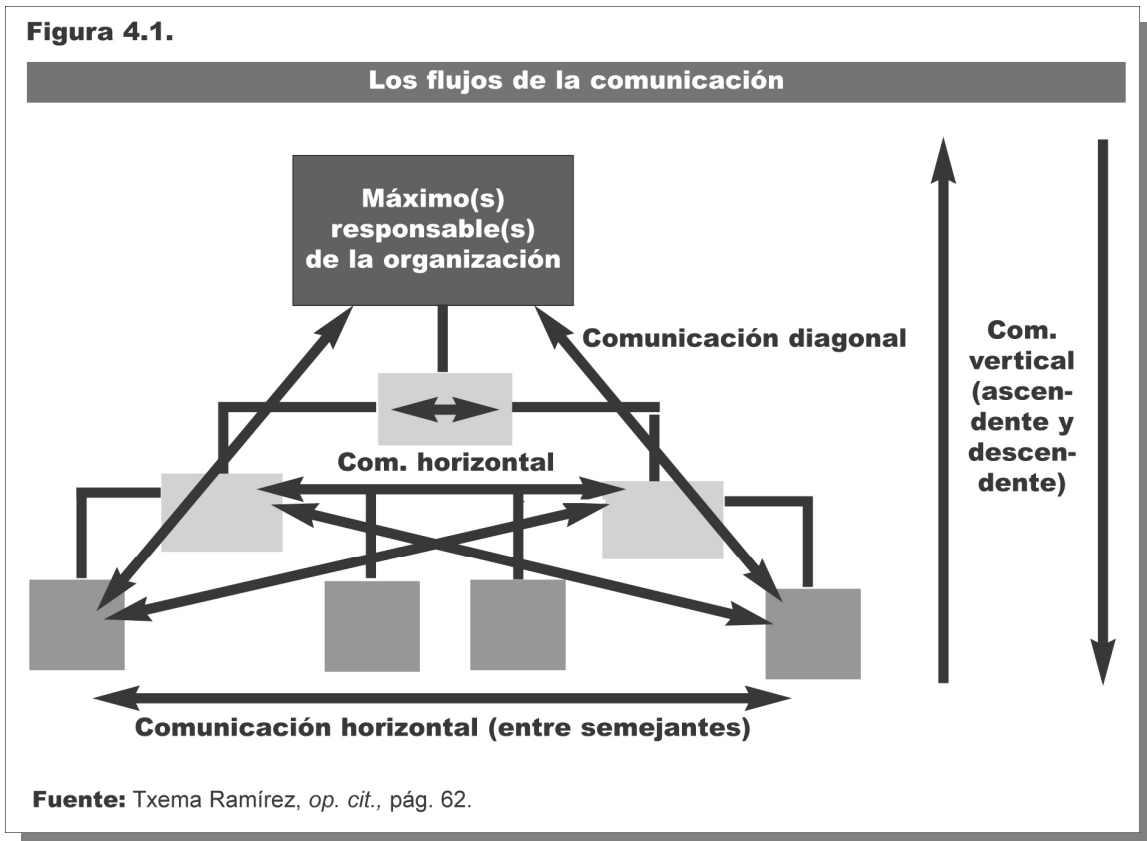 Figura 4.1.
Los flujos de la comunicación
Máximo(s)
responsable(s)
de la organización
Comunicación diagonal
Com.
vertical
(ascen-
dente y
descen-
dente)
Com. horizontal
Comunicación horizontal (entre semejantes)
Fuente: Txema Ramírez, op. cit., pág. 62.